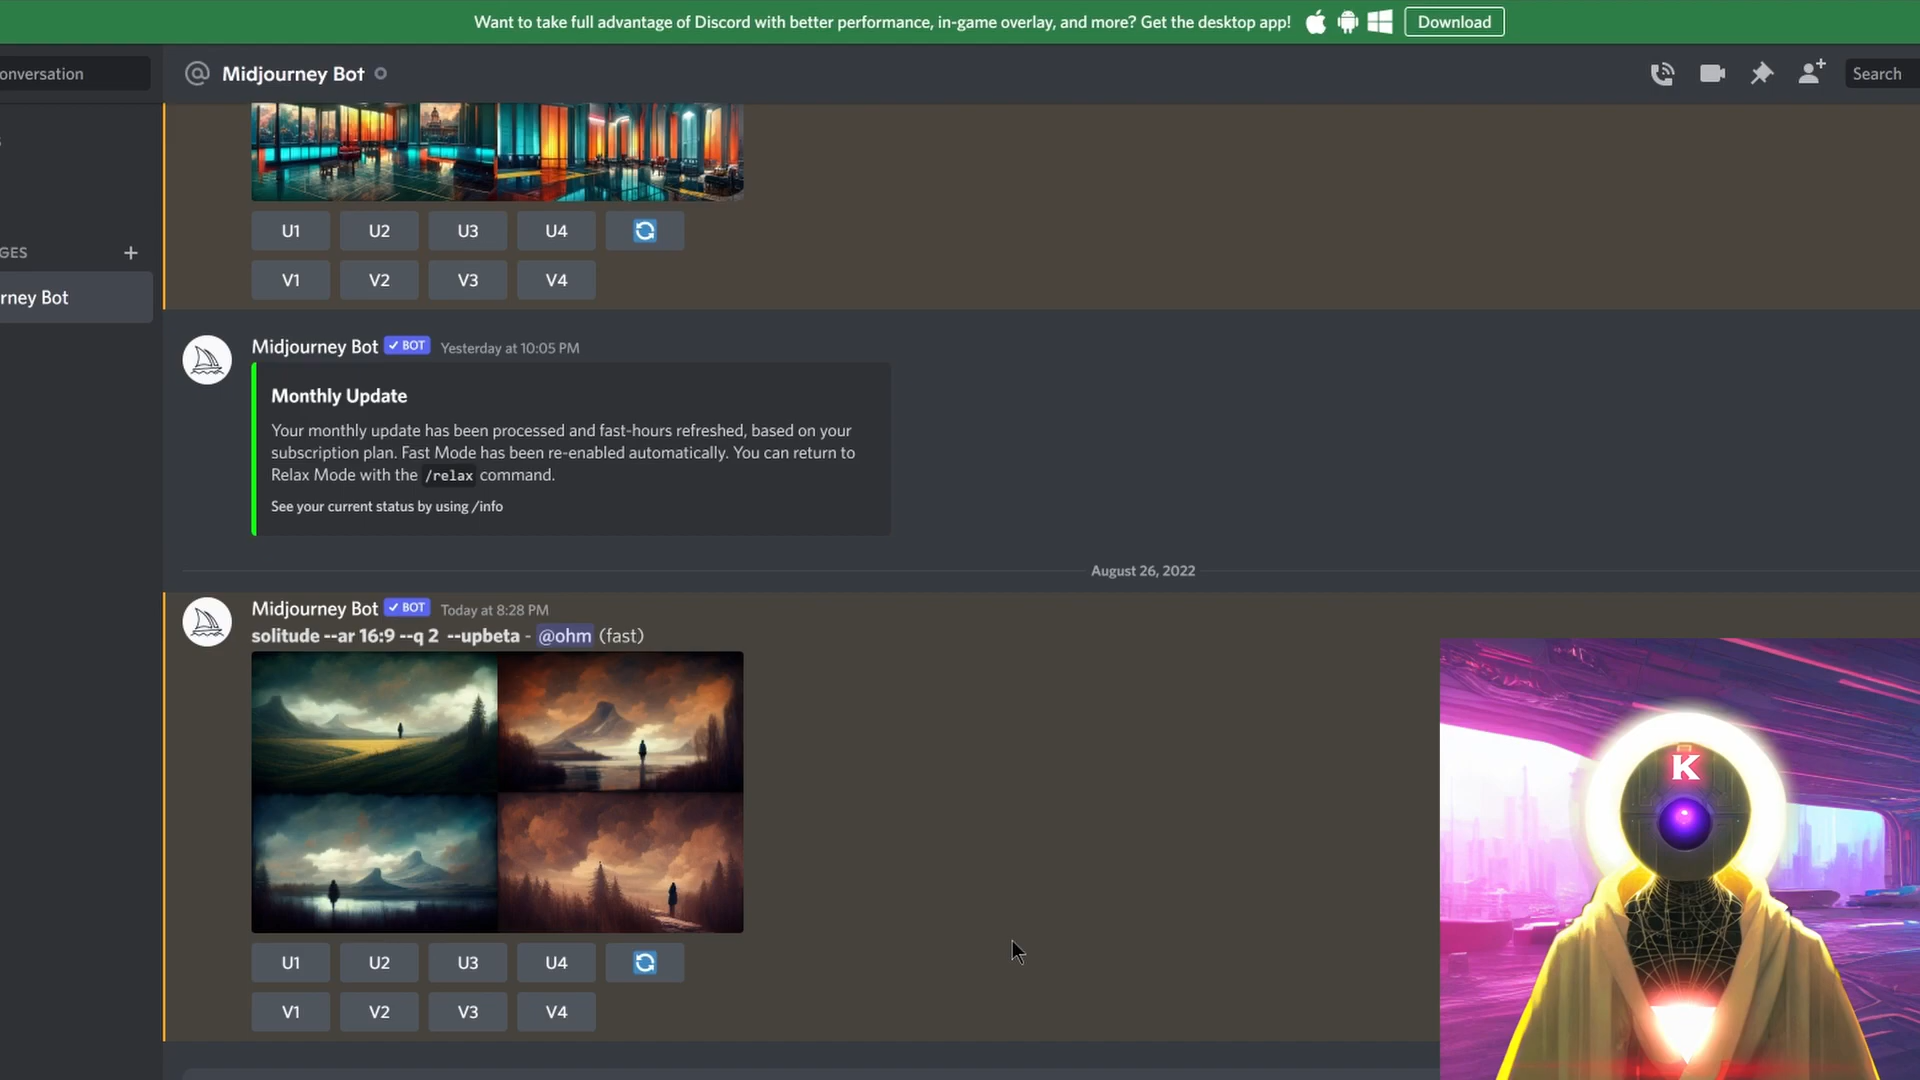 Want to take full advantage of Discord with better performance, in-game overlay, and more? Get the desktop app! Download
onversation
Midjourney Bot
Search
U1 U2 U3 U4
V1 V2 V3 V4
GES +
rney Bot
Midjourney Bot BOT Yesterday at 10:05 PM
Monthly Update
Your monthly update has been processed and fast-hours refreshed, based on your
subscription plan. Fast Mode has been re-enabled automatically. You can return to
Relax Mode with the /relax command.
See your current status by using /info
August 26, 2022
Midjourney Bot BOT Today at 8:28 PM
solitude --ar 16:9 --q 2 --upbeta - @ohm (fast)
K
U1 U2 U3 U4
V1 V2 V3 V4